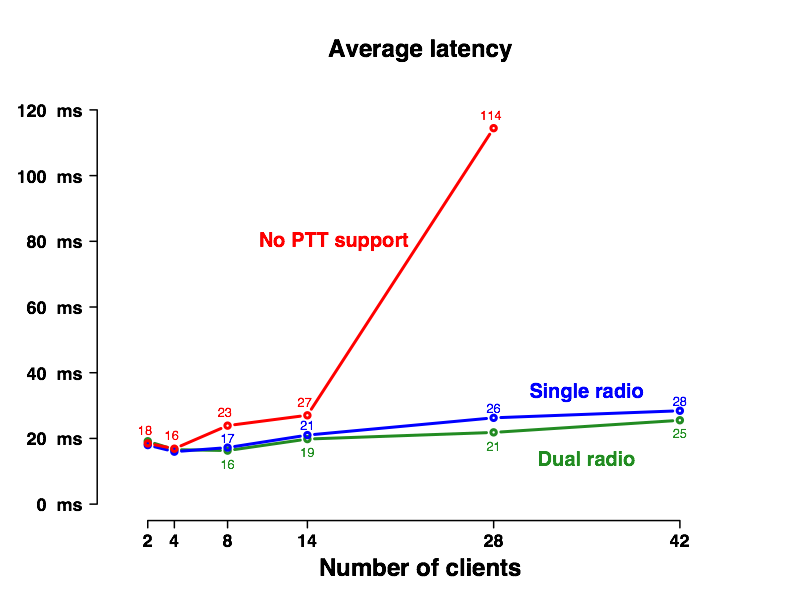 Average latency
120 ms
100 ms
80 ms
60 ms
40 ms
20 ms
0 ms
114
No PTT support
Single radio
Dual radio
18
16
23
27
17
21
26
28
16
19
21
25
2 4 8 14 28 42
Number of clients